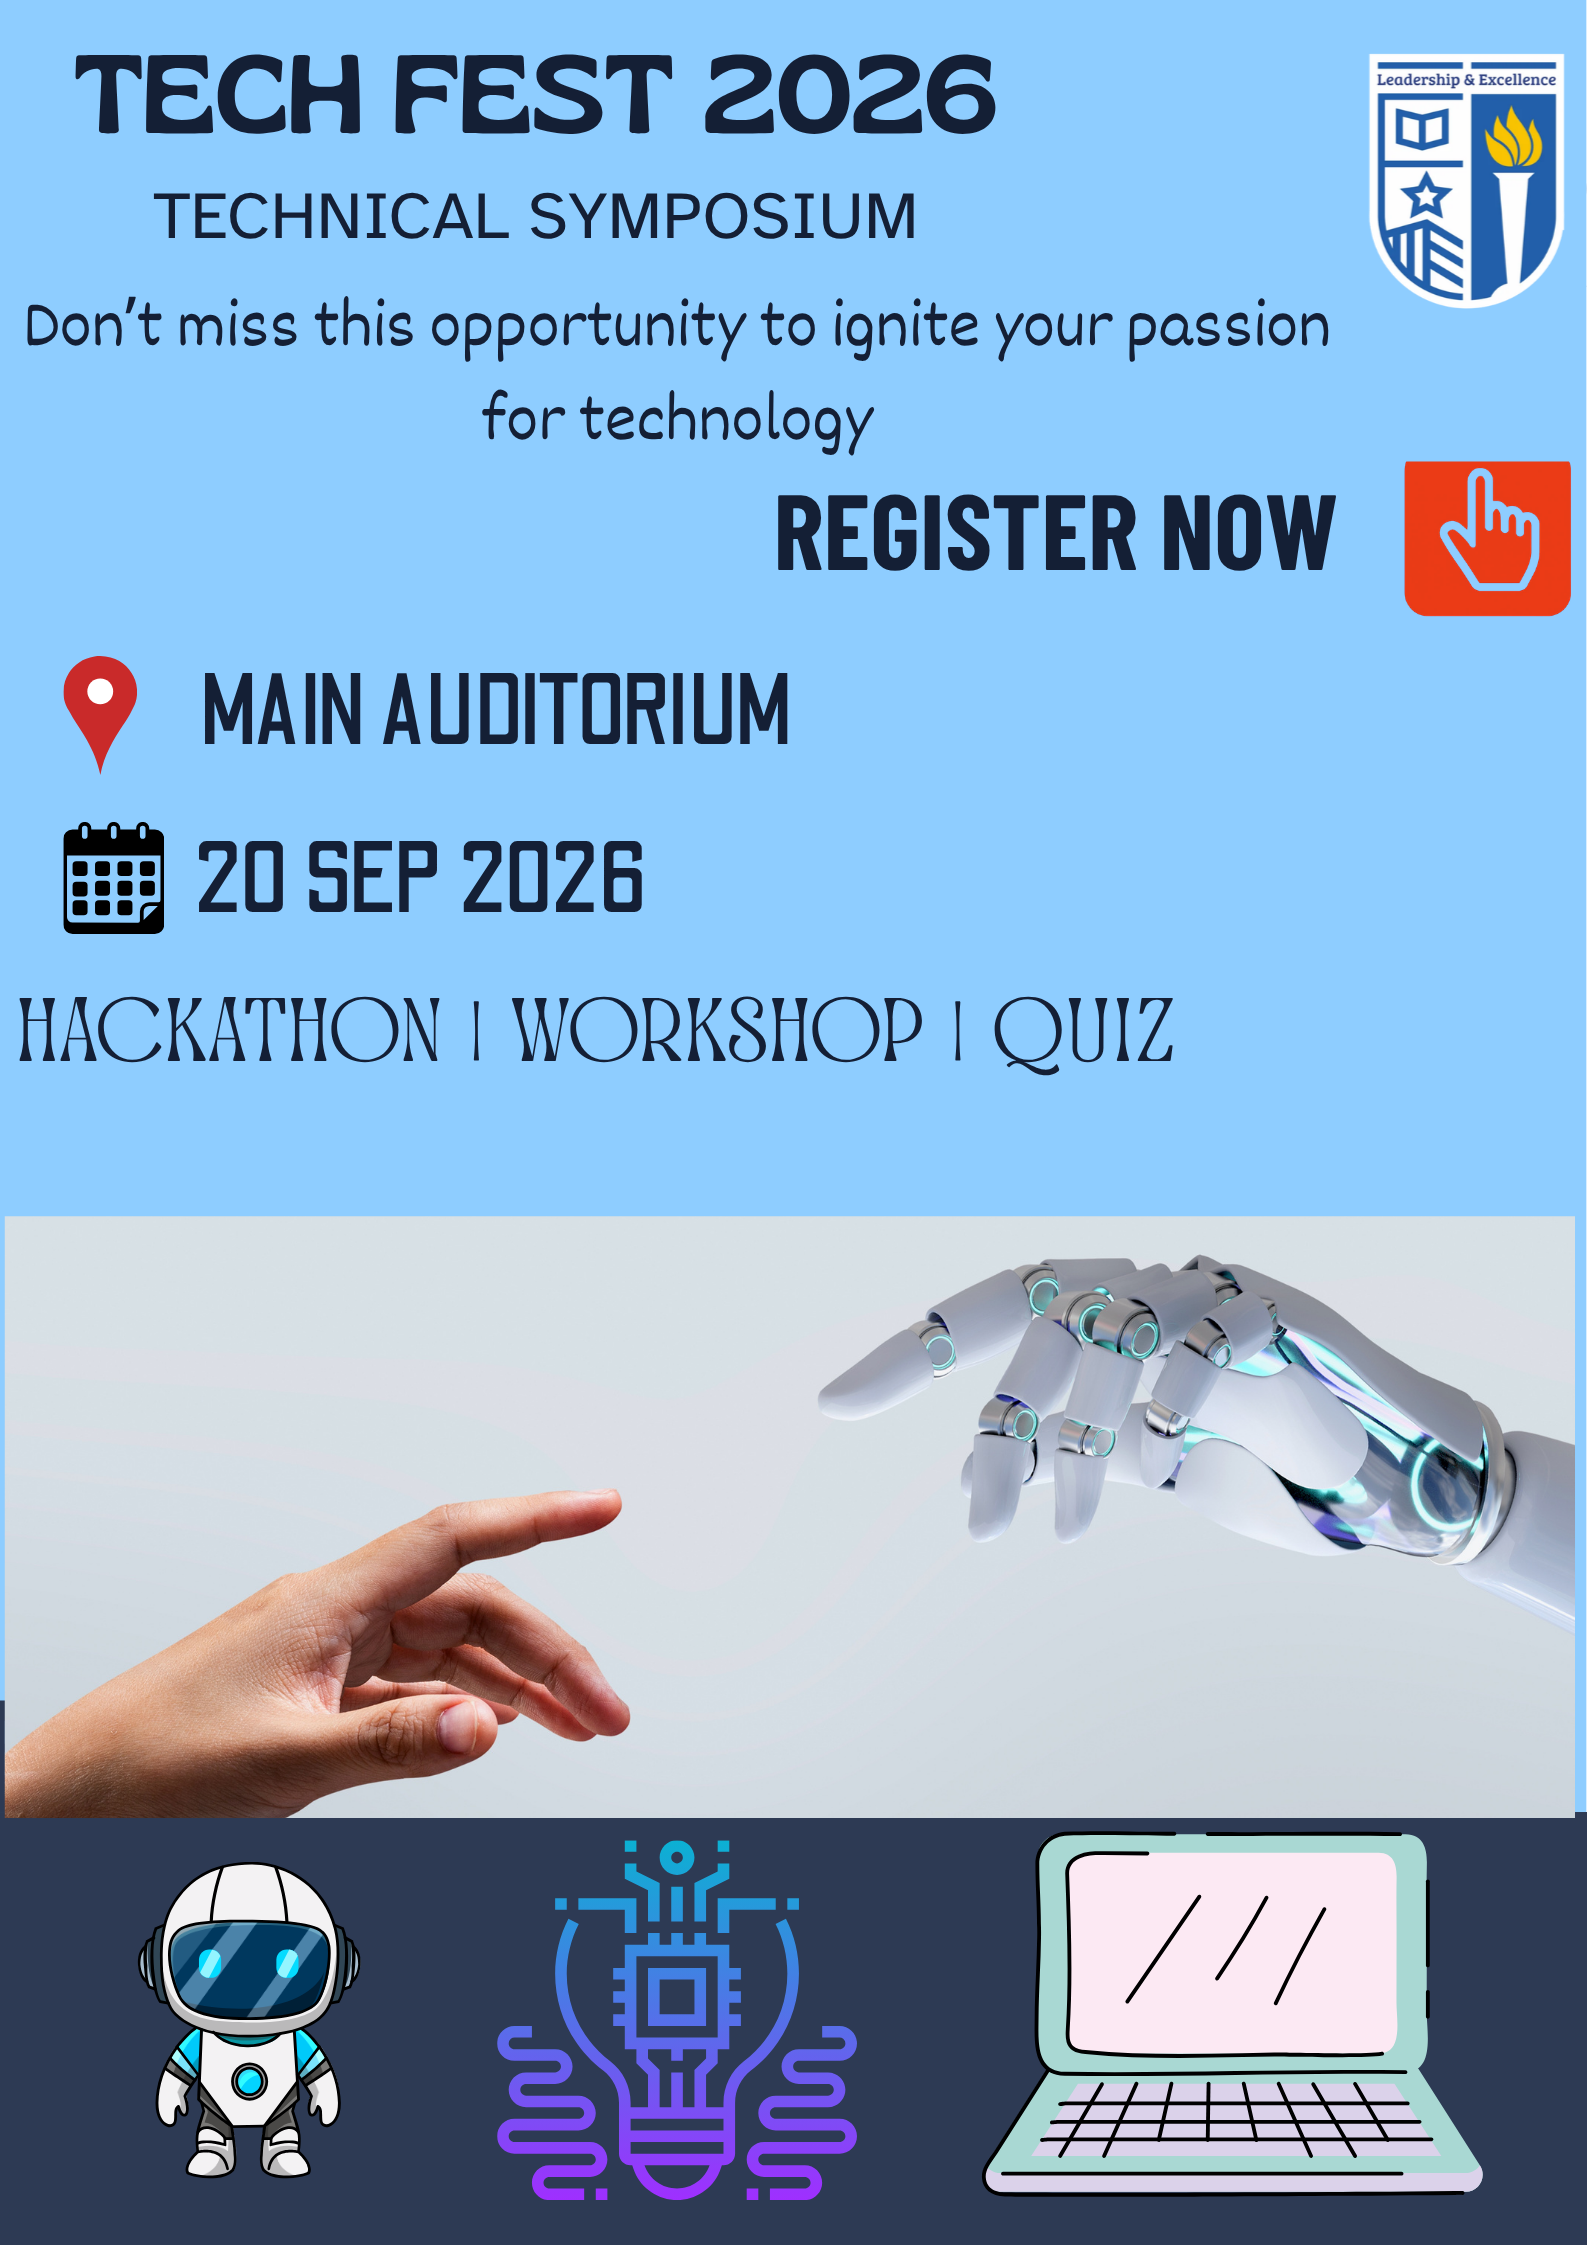 TECH FEST 2026
Leadership & Excellence
TECHNICAL SYMPOSIUM
Don't miss this opportunity to ignite your passion
for technology
REGISTER NOW
MAIN AUDITORIUM
20 SEP 2026
HACKATHON | WORKSHOP | QUIZ